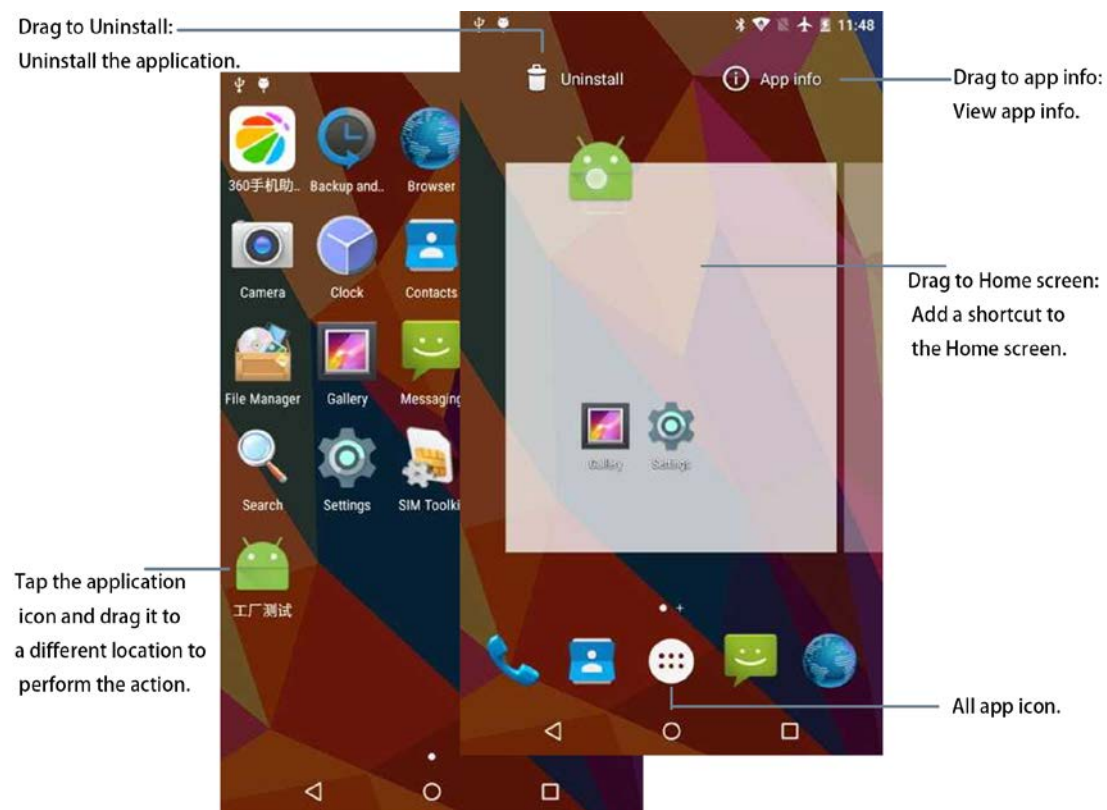 Drag to Uninstall:
Uninstall the application.
11:48
Uninstall
App info
Drag to app info:
View app info.
360手机助..
Backup and..
Browser
Camera
Clock
Contacts
Drag to Home screen:
Add a shortcut to
the Home screen.
File Manager
Gallery
Messaging
Gallery
Settings
Search
Settings
SIM Toolki
Tap the application
icon and drag it to
a different location to
perform the action.
工厂测试
All app icon.